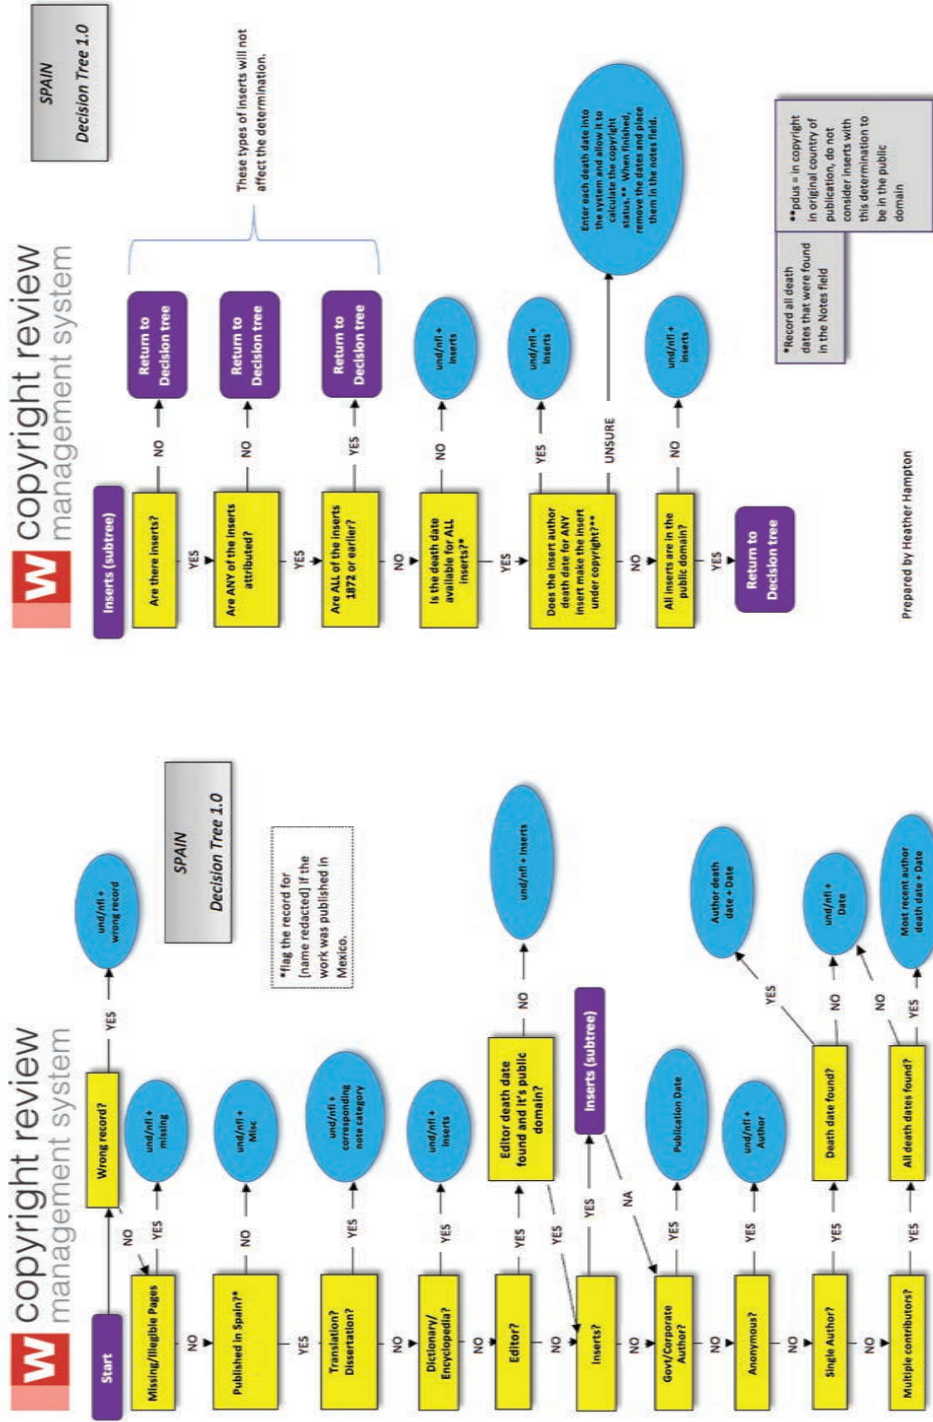 W
copyright review
management system
SPAIN
Decision Tree 1.0
Start
Wrong record?
YES
und/nfl +
wrong record
NO
Missing/Illegible Pages
YES
und/nfl +
missing
NO
Published in Spain?*
NO
und/nfl +
Misc
*flag the record for
[name redacted] if the
work was published in
Mexico.
YES
Translation?
Dissertation?
YES
und/nfl +
corresponding
note category
NO
Dictionary/
Encyclopedia?
YES
und/nfl +
inserts
NO
Editor?
YES
Editor death date
found and it's public
domain?
NO
und/nfl + Inserts
NO
YES
Inserts?
YES
Inserts (subtree)
NO
NA
Govt/Corporate
Author?
YES
Publication Date
NO
Anonymous?
YES
und/nfl +
Author
NO
Single Author?
YES
Death date found?
YES
Author death
date + Date
NO
und/nfl +
Date
NO
Multiple contributors?
YES
All death dates found?
NO
YES
Most recent author
death date + Date
W
copyright review
management system
SPAIN
Decision Tree 1.0
Inserts (subtree)
Are there inserts?
NO
Return to
Decision tree
YES
Are ANY of the inserts
attributed?
NO
Return to
Decision tree
These types of inserts will not
affect the determination.
YES
Are ALL of the inserts
1872 or earlier?
YES
Return to
Decision tree
NO
Is the death date
available for ALL
inserts?*
NO
und/nfl +
inserts
YES
Does the insert author
death date for ANY
insert make the insert
under copyright?**
YES
und/nfl +
Inserts
UNSURE
Enter each death date into
the system and allow it to
calculate the copyright
status.** When finished,
remove the dates and place
them in the notes field.
NO
All inserts are in the
public domain?
NO
und/nfl +
inserts
YES
Return to
Decision tree
*Record all death
dates that were found
in the Notes field
**pdus = in copyright
in original country of
publication, do not
consider inserts with
this determination to
be in the public
domain
Prepared by Heather Hampton